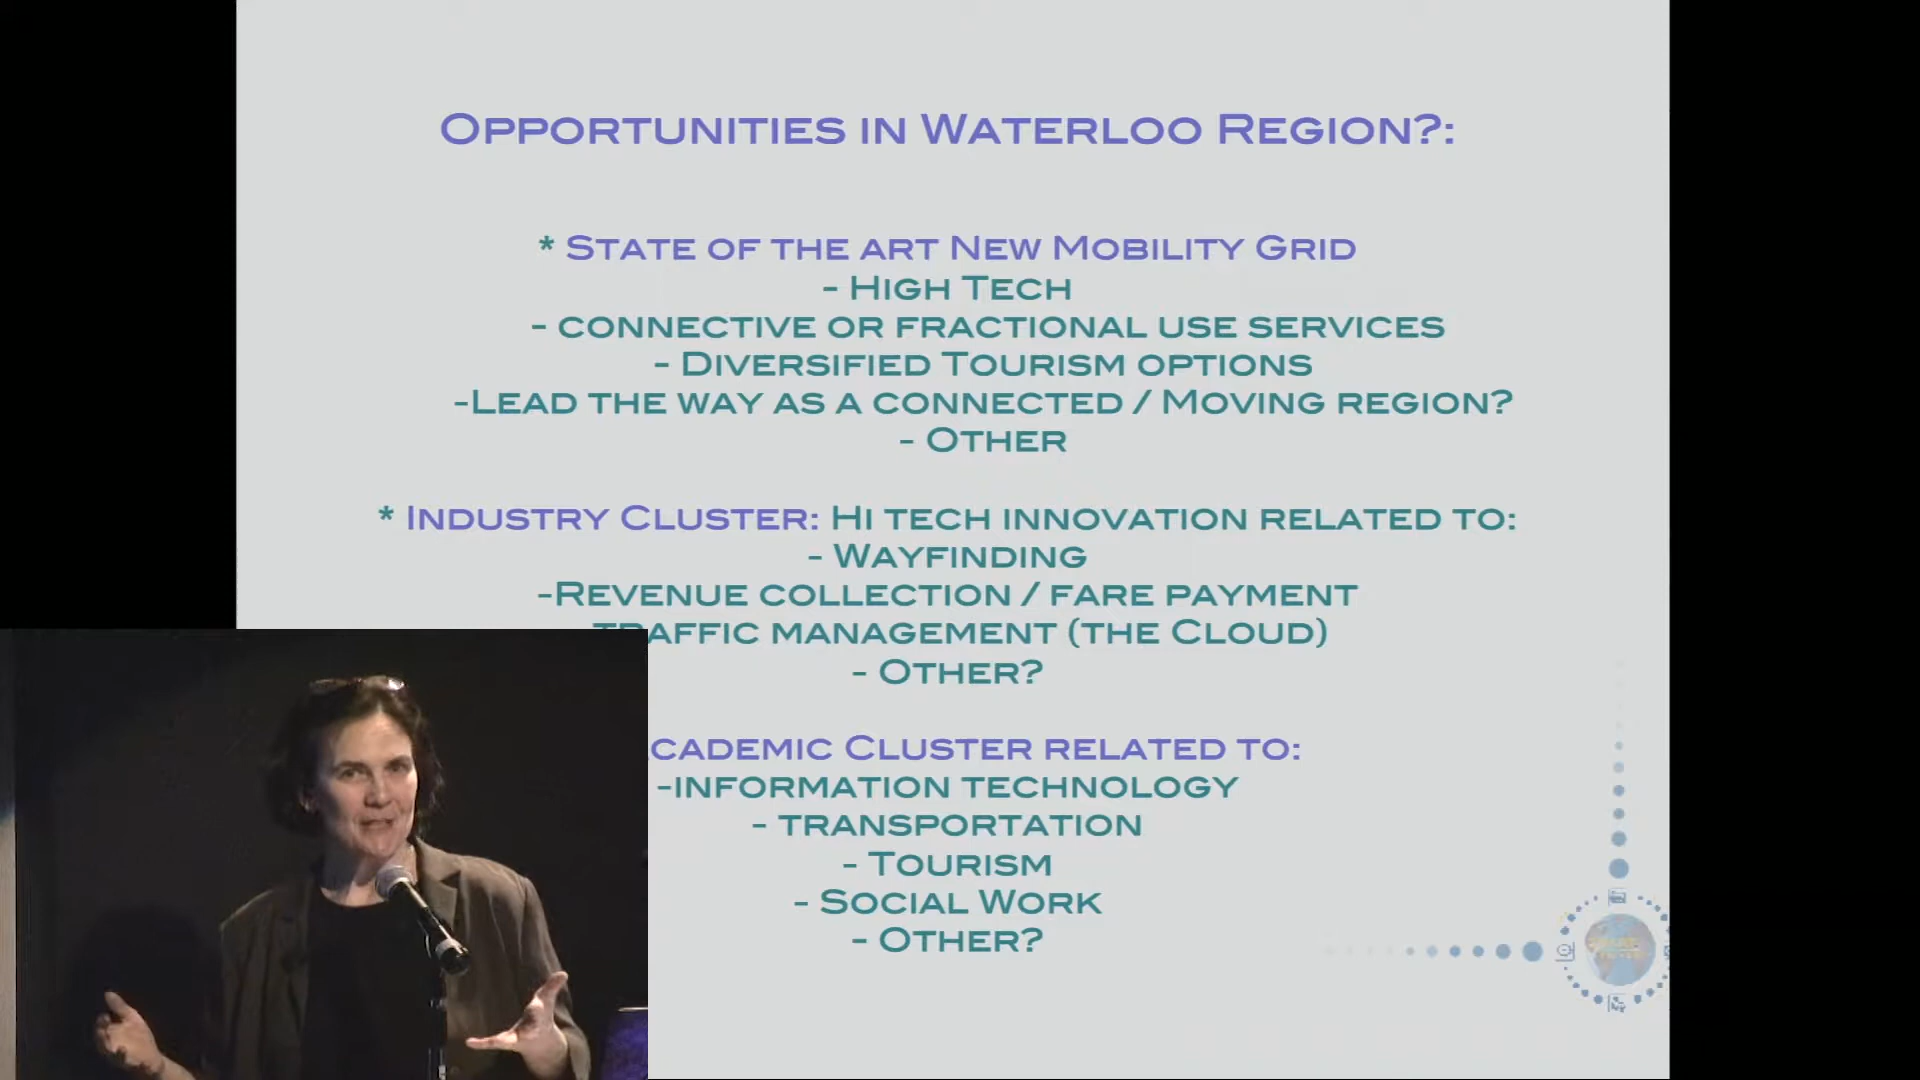 Opportunities in Waterloo Region?:
* State of the art New Mobility Grid
- High Tech
- connective or fractional use services
- Diversified Tourism options
-Lead the way as a connected / Moving region?
- Other
* Industry Cluster: Hi tech innovation related to:
- Wayfinding
-Revenue collection / fare payment
traffic management (the Cloud)
- Other?
cademic Cluster related to:
-information technology
- transportation
- Tourism
- Social Work
- Other?